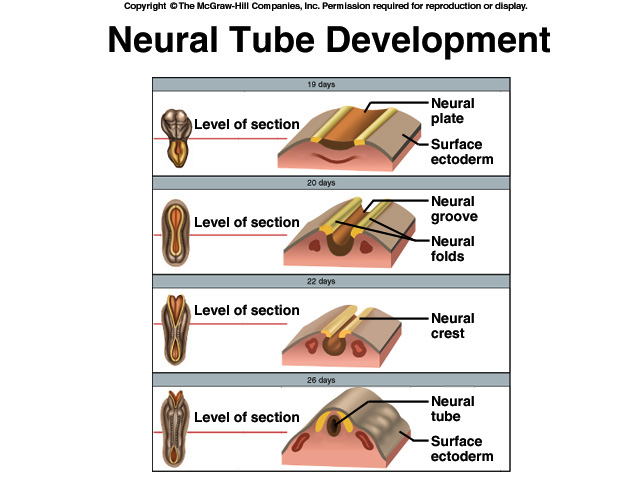 Copyright © The McGraw-Hill Companies, Inc. Permission required for reproduction or display.
Neural Tube Development
19 days
Level of section
Neural
plate
Surface
ectoderm
20 days
Level of section
Neural
groove
Neural
folds
22 days
Level of section
Neural
crest
26 days
Level of section
Neural
tube
Surface
ectoderm